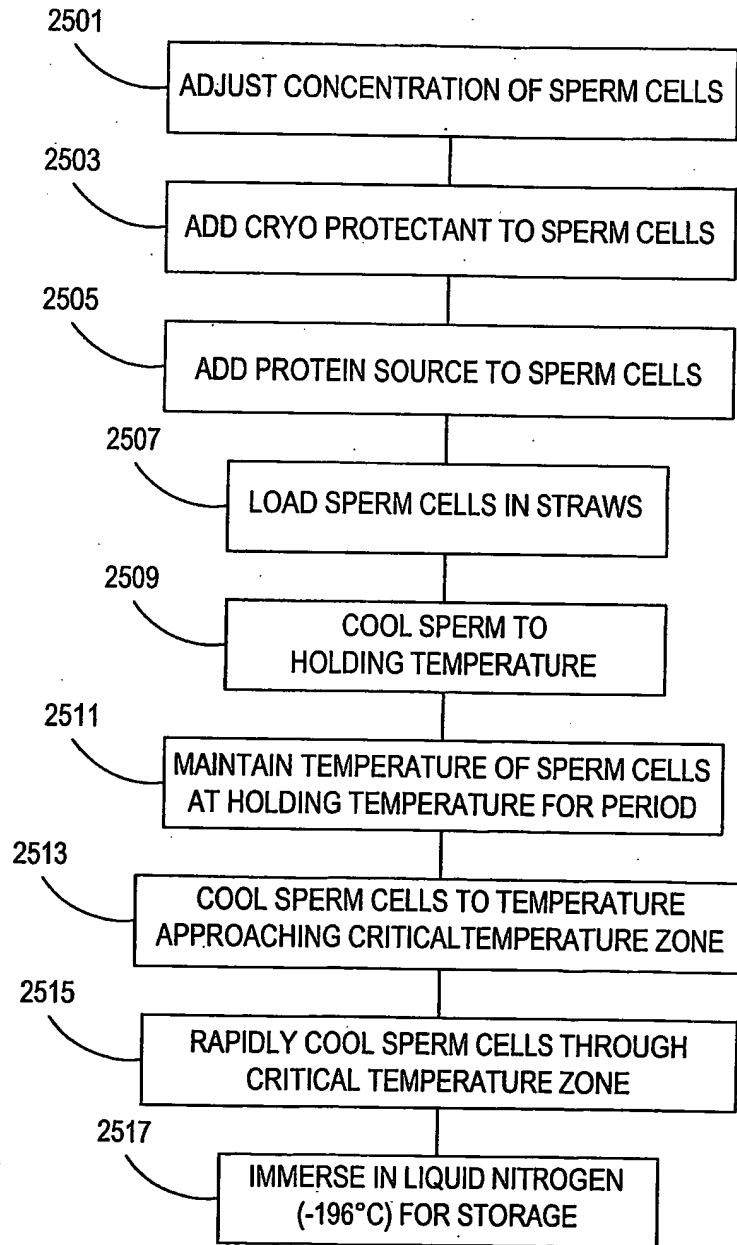 2501
ADJUST CONCENTRATION OF SPERM CELLS
2503
ADD CRYO PROTECTANT TO SPERM CELLS
2505
ADD PROTEIN SOURCE TO SPERM CELLS
2507
LOAD SPERM CELLS IN STRAWS
2509
COOL SPERM TO
HOLDING TEMPERATURE
2511
MAINTAIN TEMPERATURE OF SPERM CELLS
AT HOLDING TEMPERATURE FOR PERIOD
2513
COOL SPERM CELLS TO TEMPERATURE
APPROACHING CRITICALTEMPERATURE ZONE
2515
RAPIDLY COOL SPERM CELLS THROUGH
CRITICAL TEMPERATURE ZONE
2517
IMMERSE IN LIQUID NITROGEN
(-196°C) FOR STORAGE